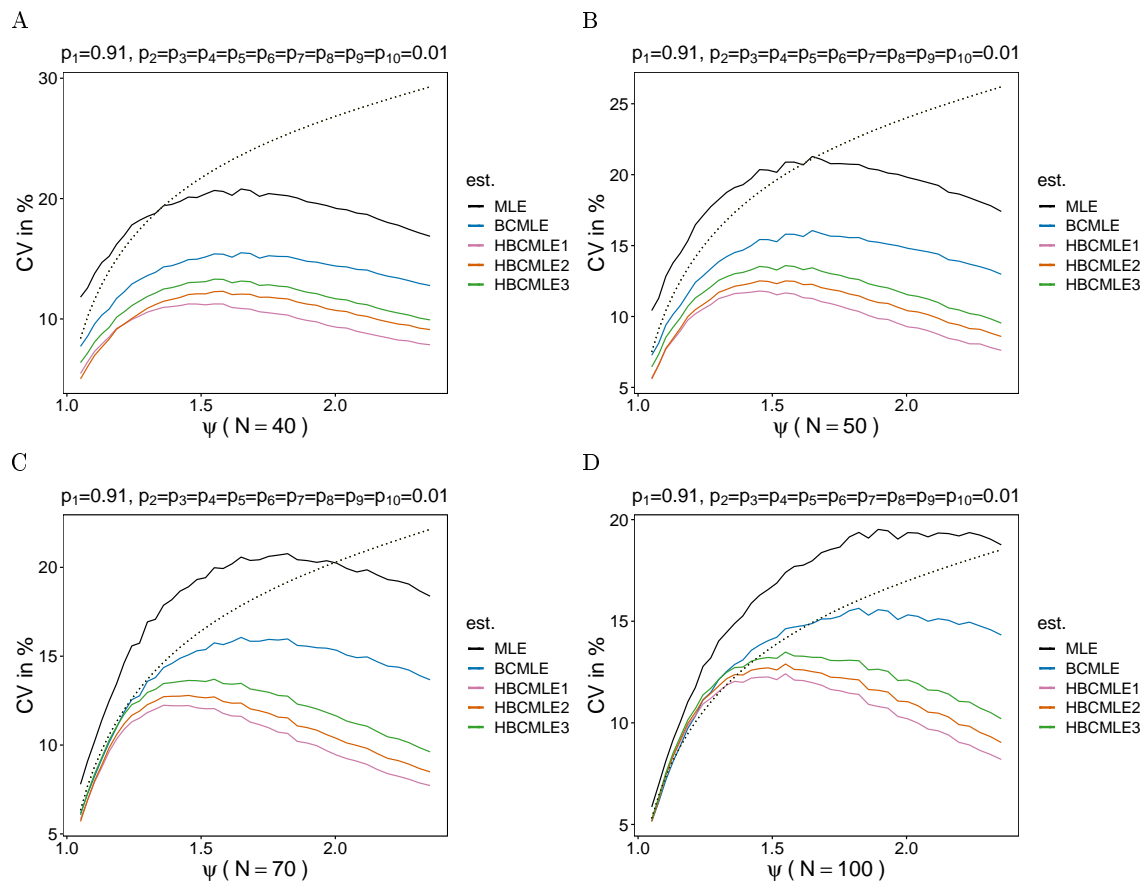 A
p₁=0.91, p₂=p₃=p₄=p₅=p₆=p₇=p₈=p₉=p₁₀=0.01
30
20
10
CV in %
1.0 1.5 2.0
ψ ( N = 40 )
est.
MLE
BCMLE
HBCMLE1
HBCMLE2
HBCMLE3
B
p₁=0.91, p₂=p₃=p₄=p₅=p₆=p₇=p₈=p₉=p₁₀=0.01
25
20
15
10
5
CV in %
1.0 1.5 2.0
ψ ( N = 50 )
est.
MLE
BCMLE
HBCMLE1
HBCMLE2
HBCMLE3
C
p₁=0.91, p₂=p₃=p₄=p₅=p₆=p₇=p₈=p₉=p₁₀=0.01
20
15
10
5
CV in %
1.0 1.5 2.0
ψ ( N = 70 )
est.
MLE
BCMLE
HBCMLE1
HBCMLE2
HBCMLE3
D
p₁=0.91, p₂=p₃=p₄=p₅=p₆=p₇=p₈=p₉=p₁₀=0.01
20
15
10
5
CV in %
1.0 1.5 2.0
ψ ( N = 100 )
est.
MLE
BCMLE
HBCMLE1
HBCMLE2
HBCMLE3